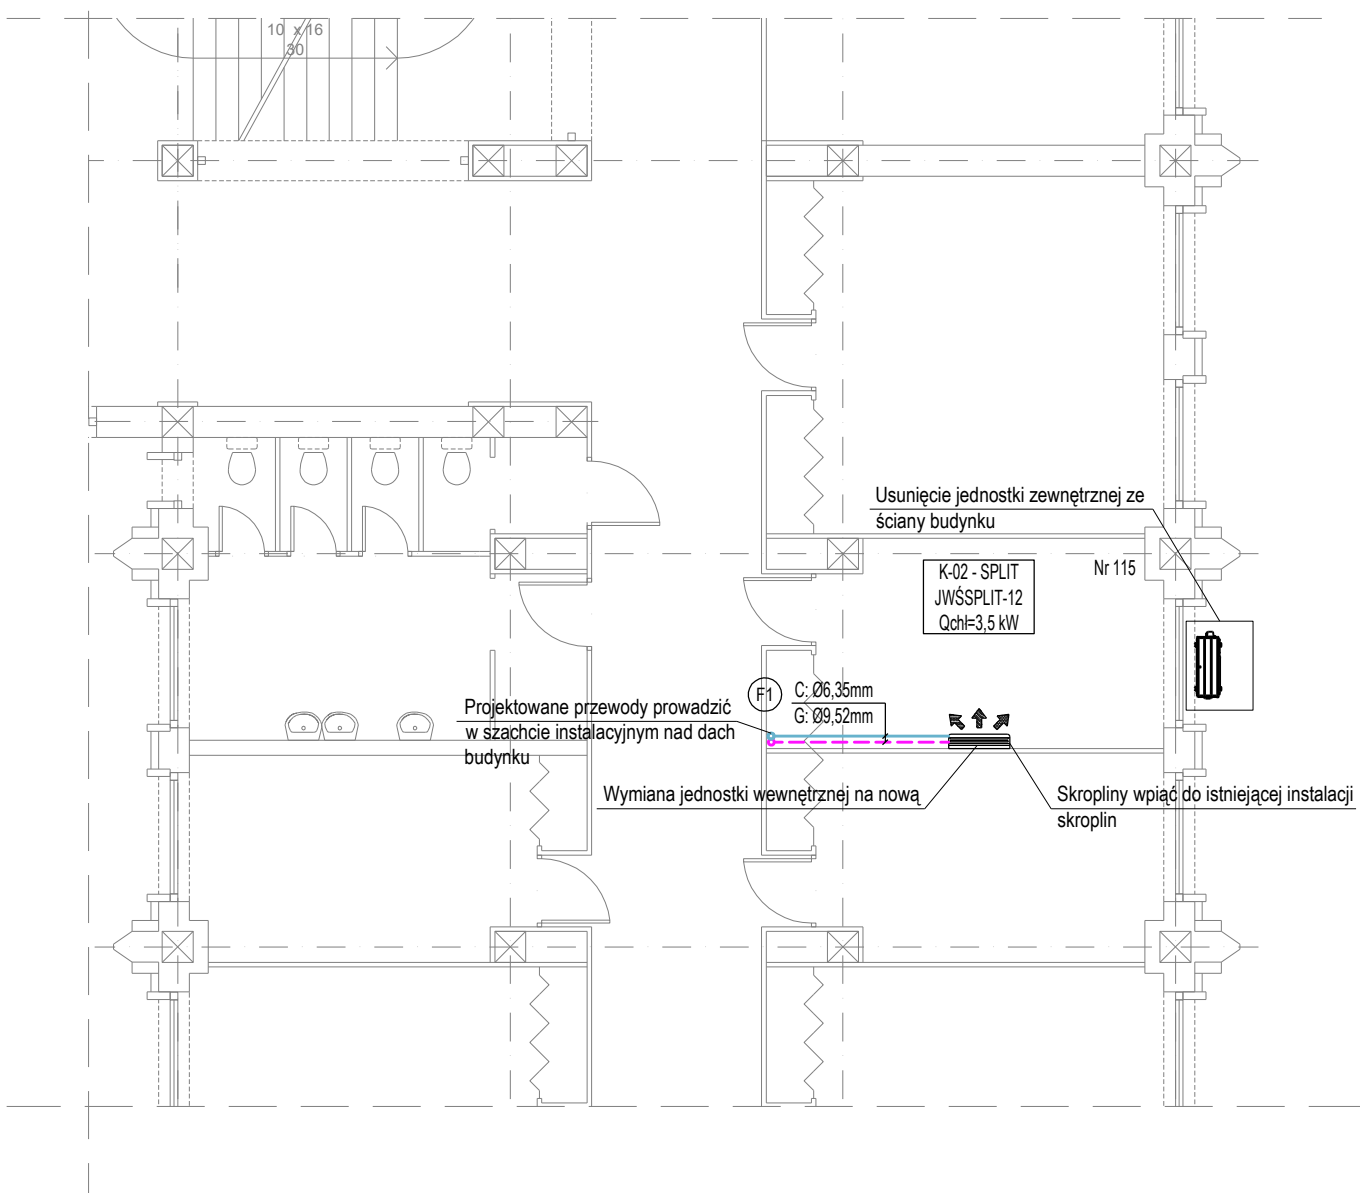 10 x 16
30
Usunięcie jednostki zewnętrznej ze
ściany budynku
K-02 - SPLIT
JWŚSPLIT-12
Qchł=3,5 kW
Nr 115
F1
C: Ø6,35mm
G: Ø9,52mm
Projektowane przewody prowadzić
w szachcie instalacyjnym nad dach
budynku
Wymiana jednostki wewnętrznej na nową
Skropliny wpiąć do istniejącej instalacji
skroplin